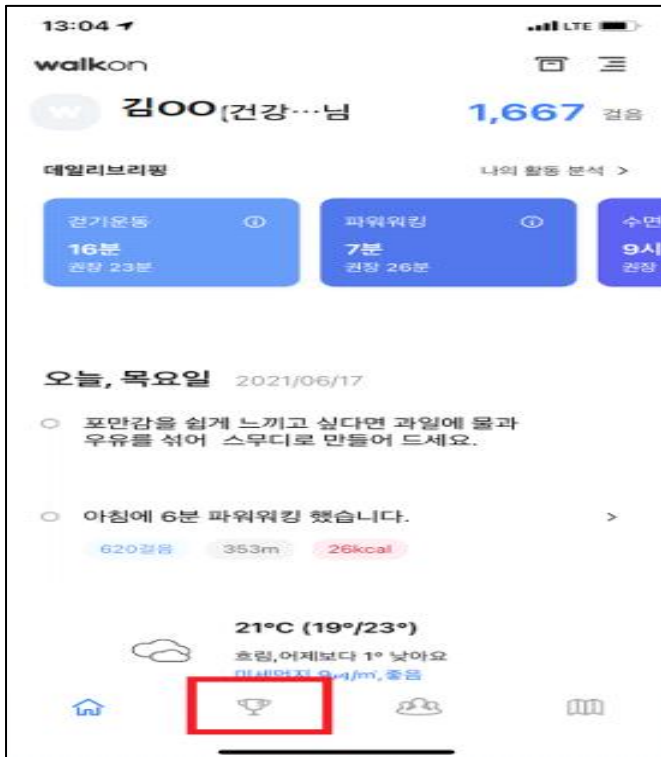 13:04 LTE
walkon
김OO(건강…님 1,667 걸음
데일리브리핑 나의 활동 분석 >
걷기운동 파워워킹 수면
16분 7분 9시
권장 23분 권장 26분 권장
오늘, 목요일 2021/06/17
포만감을 쉽게 느끼고 싶다면 과일에 물과
우유를 섞어 스무디로 만들어 드세요.
아침에 6분 파워워킹 했습니다. >
620걸음 353m 26kcal
21°C (19°/23°)
흐림,어제보다 1° 낮아요
미세먼지 좋음